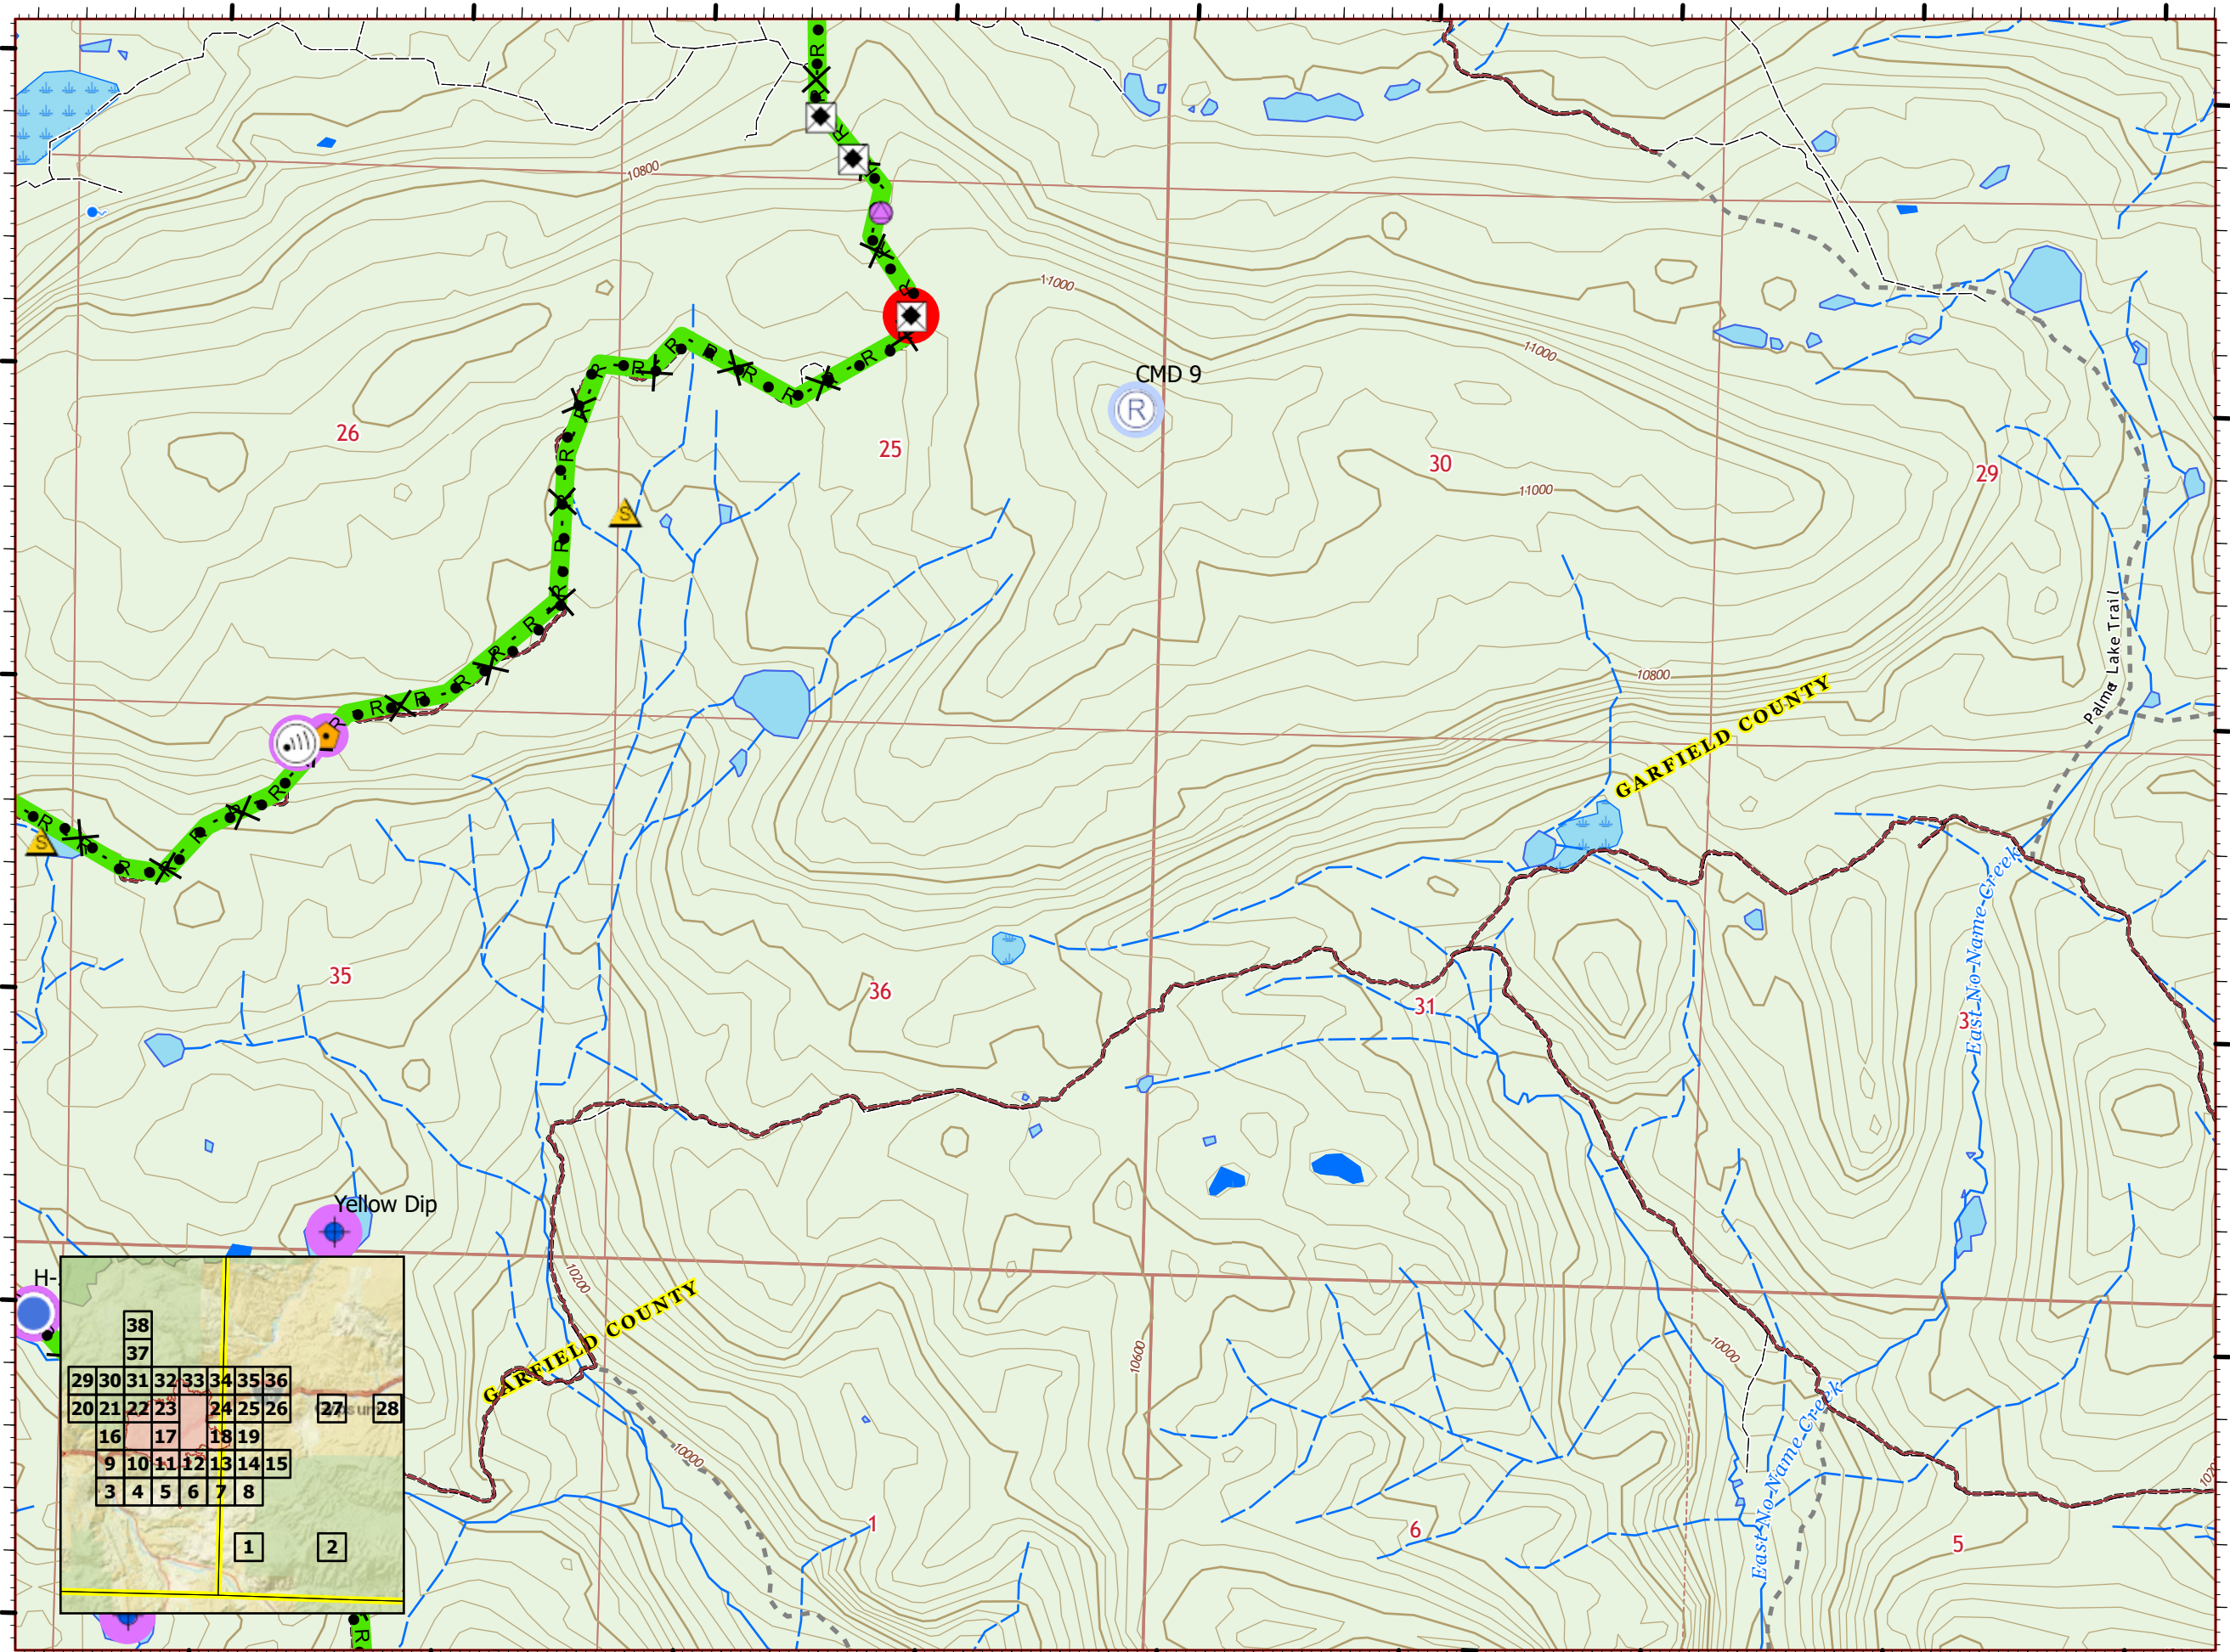 10800
11000
CMD 9
11000
26
25
30
29
11000
S
R
Palmer Lake Trail
10800
GARFIELD COUNTY
S
East No Name Creek
35
36
31
Yellow Dip
10200
GARFIELD COUNTY
10600
10000
10000
East No Name Creek
1
6
5
38
37
29 30 31 32 33 34 35 36
20 21 22 23 24 25 26 27 28
16 17 18 19
9 10 11 12 13 14 15
3 4 5 6 7 8
1 2